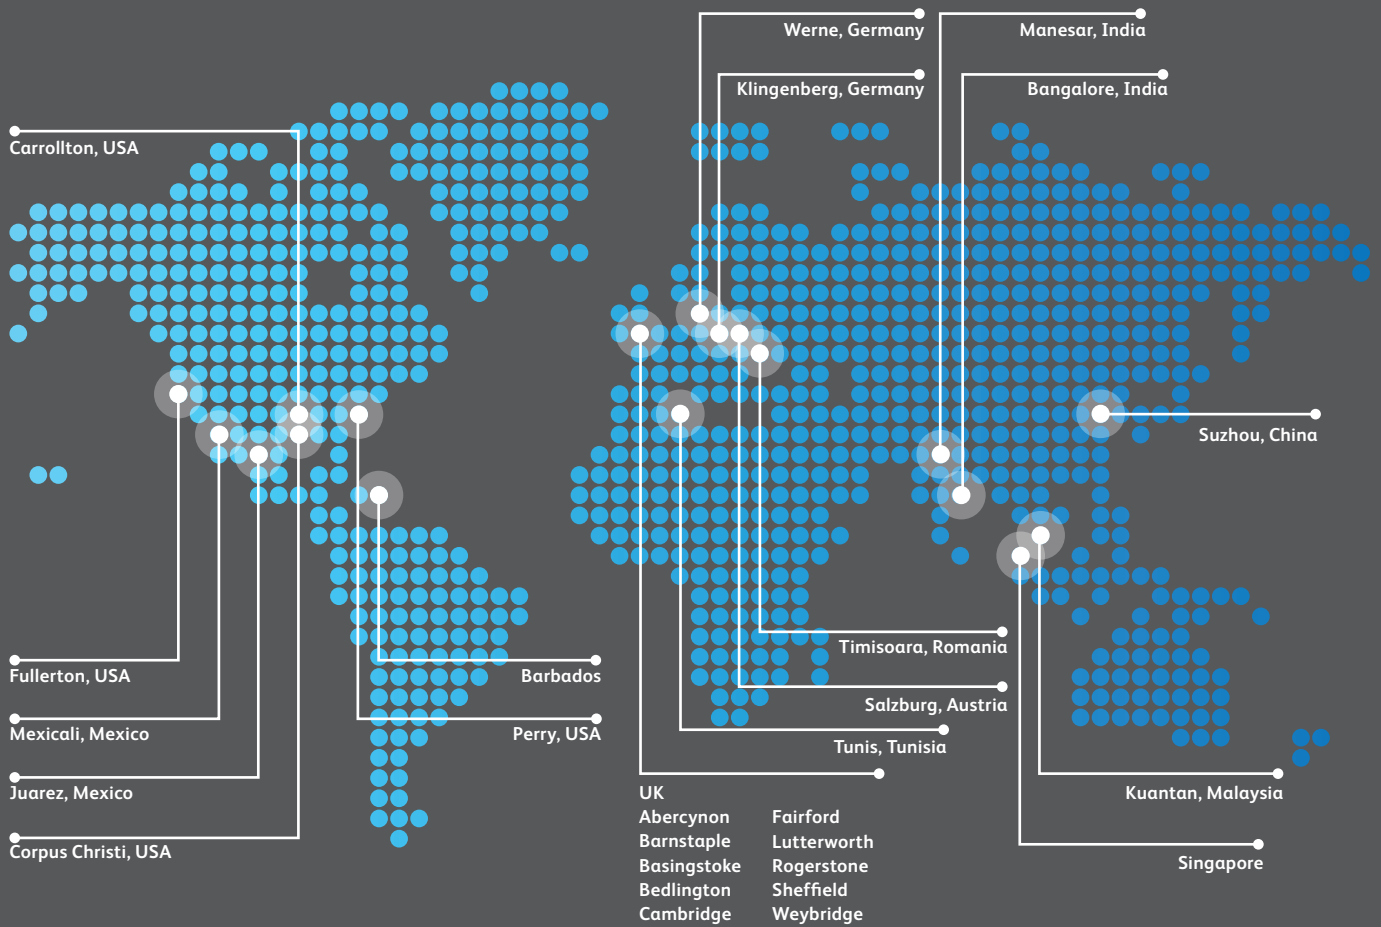 Werne, Germany
Manesar, India
Klingenberg, Germany
Bangalore, India
Carrollton, USA
Suzhou, China
Timisoara, Romania
Fullerton, USA
Barbados
Salzburg, Austria
Mexicali, Mexico
Perry, USA
Tunis, Tunisia
Juarez, Mexico
UK
Kuantan, Malaysia
Abercynon Fairford
Barnstaple Lutterworth
Corpus Christi, USA
Basingstoke Rogerstone
Singapore
Bedlington Sheffield
Cambridge Weybridge